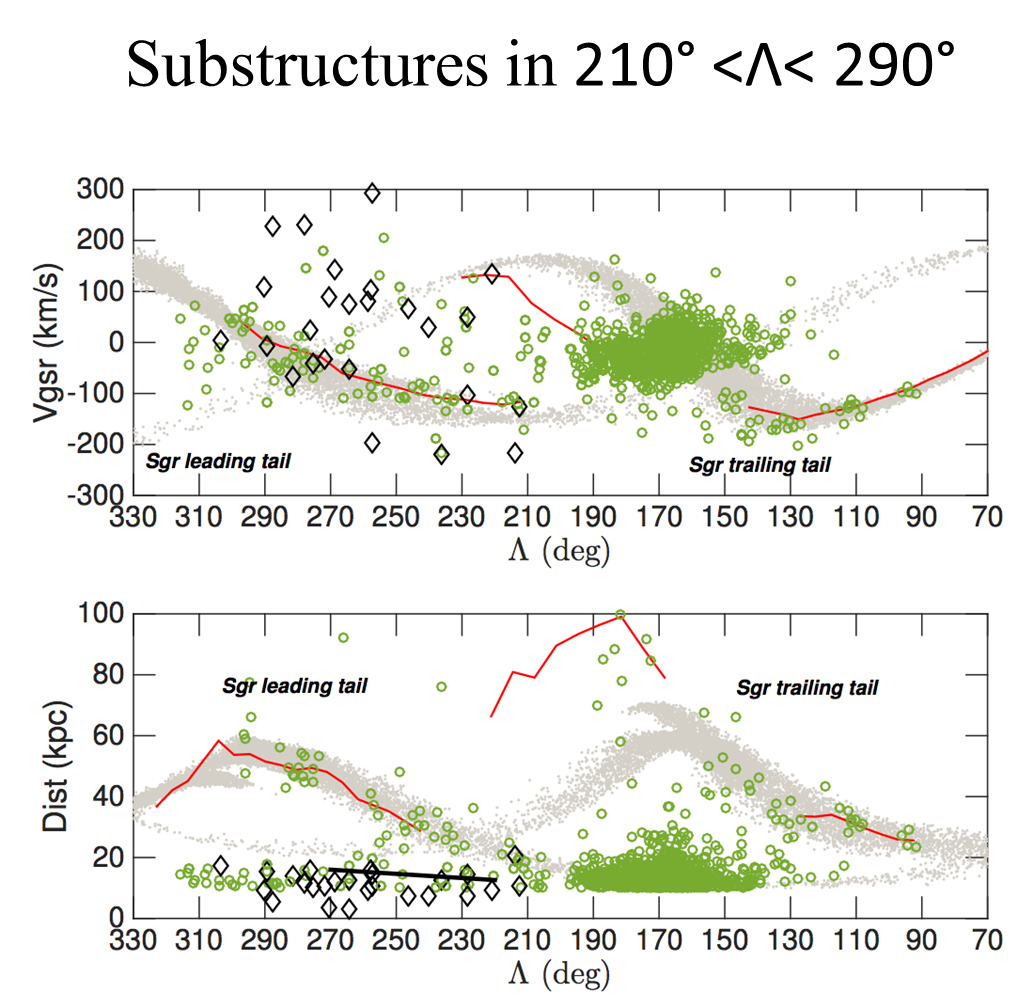 Substructures in 210° <Λ< 290°
300
200
100
0
-100
-200
-300
Vgsr (km/s)
Sgr leading tail
Sgr trailing tail
330 310 290 270 250 230 210 190 170 150 130 110 90 70
Λ (deg)
100
80
60
40
20
0
Dist (kpc)
Sgr leading tail
Sgr trailing tail
330 310 290 270 250 230 210 190 170 150 130 110 90 70
Λ (deg)